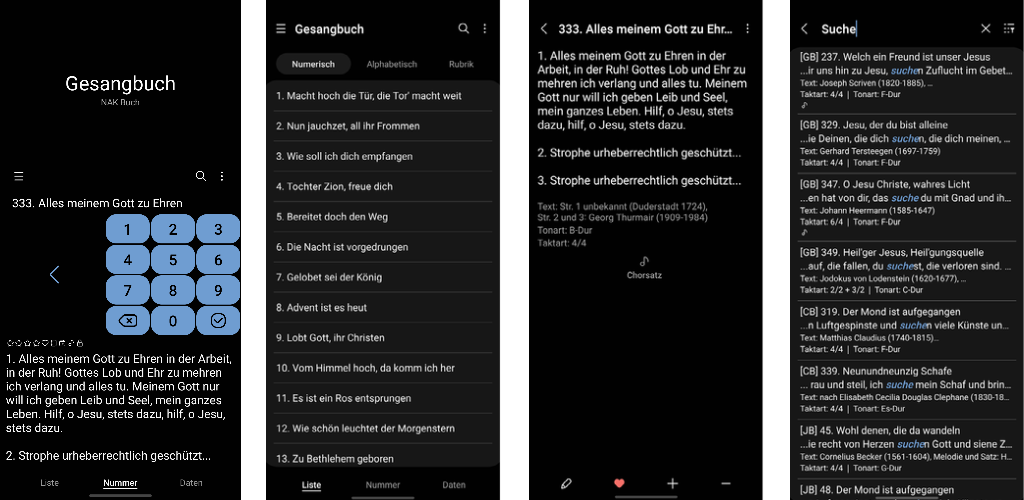 Gesangbuch
NAK Buch
333. Alles meinem Gott zu Ehren
1 2 3
4 5 6
7 8 9
0
1. Alles meinem Gott zu Ehren in der Arbeit,
in der Ruh! Gottes Lob und Ehr zu mehren
ich verlang und alles tu. Meinem Gott nur
will ich geben Leib und Seel, mein ganzes
Leben. Hilf, o Jesu, stets dazu, hilf, o Jesu,
stets dazu.
2. Strophe urheberrechtlich geschützt...
Liste Nummer Daten
Gesangbuch
Numerisch Alphabetisch Rubrik
1. Macht hoch die Tür, die Tor' macht weit
2. Nun jauchzet, all ihr Frommen
3. Wie soll ich dich empfangen
4. Tochter Zion, freue dich
5. Bereitet doch den Weg
6. Die Nacht ist vorgedrungen
7. Gelobet sei der König
8. Advent ist es heut
9. Lobt Gott, ihr Christen
10. Vom Himmel hoch, da komm ich her
11. Es ist ein Ros entsprungen
12. Wie schön leuchtet der Morgenstern
13. Zu Bethlehem geboren
Liste Nummer Daten
333. Alles meinem Gott zu Ehr...
1. Alles meinem Gott zu Ehren in der
Arbeit, in der Ruh! Gottes Lob und Ehr zu
mehren ich verlang und alles tu. Meinem
Gott nur will ich geben Leib und Seel,
mein ganzes Leben. Hilf, o Jesu, stets
dazu, hilf, o Jesu, stets dazu.
2. Strophe urheberrechtlich geschützt...
3. Strophe urheberrechtlich geschützt...
Text: Str. 1 unbekannt (Duderstadt 1724),
Str. 2 und 3: Georg Thurmair (1909-1984)
Tonart: B-Dur
Taktart: 4/4
Chorsatz
Suche
[GB] 237. Welch ein Freund ist unser Jesus
...ir uns hin zu Jesu, suchen Zuflucht im Gebet...
Text: Joseph Scriven (1820-1885), ...
Taktart: 4/4 | Tonart: F-Dur
[GB] 329. Jesu, der du bist alleine
...ie Deinen, die dich suchen, die dich meinen, ...
Text: Gerhard Tersteegen (1697-1759)
Taktart: 4/4 | Tonart: F-Dur
[GB] 347. O Jesu Christe, wahres Licht
...en hat von dir, das suche du mit Gnad und ih...
Text: Johann Heermann (1585-1647)
Taktart: 6/4 | Tonart: F-Dur
[GB] 349. Heil'ger Jesus, Heil'gungsquelle
...auf, die fallen, du suchest, die verloren sind. ...
Text: Jodokus von Lodenstein (1620-1677), ...
Taktart: 2/2 + 3/2 | Tonart: C-Dur
[CB] 319. Der Mond ist aufgegangen
...n Luftgespinste und suchen viele Künste un...
Text: Matthias Claudius (1740-1815)...
Taktart: 4/4 | Tonart: F-Dur
[CB] 339. Neunundneunzig Schafe
... rau und steil, ich suche mein Schaf und brin...
Text: nach Elisabeth Cecilia Douglas Clephane (1830-18...
Taktart: 4/4 | Tonart: Es-Dur
[JB] 45. Wohl denen, die da wandeln
...ie recht von Herzen suchen Gott und siene Z...
Text: Cornelius Becker (1561-1604), Melodie und Satz: H...
Taktart: 4/4 | Tonart: G-Dur
[JB] 48. Der Mond ist aufgegangen